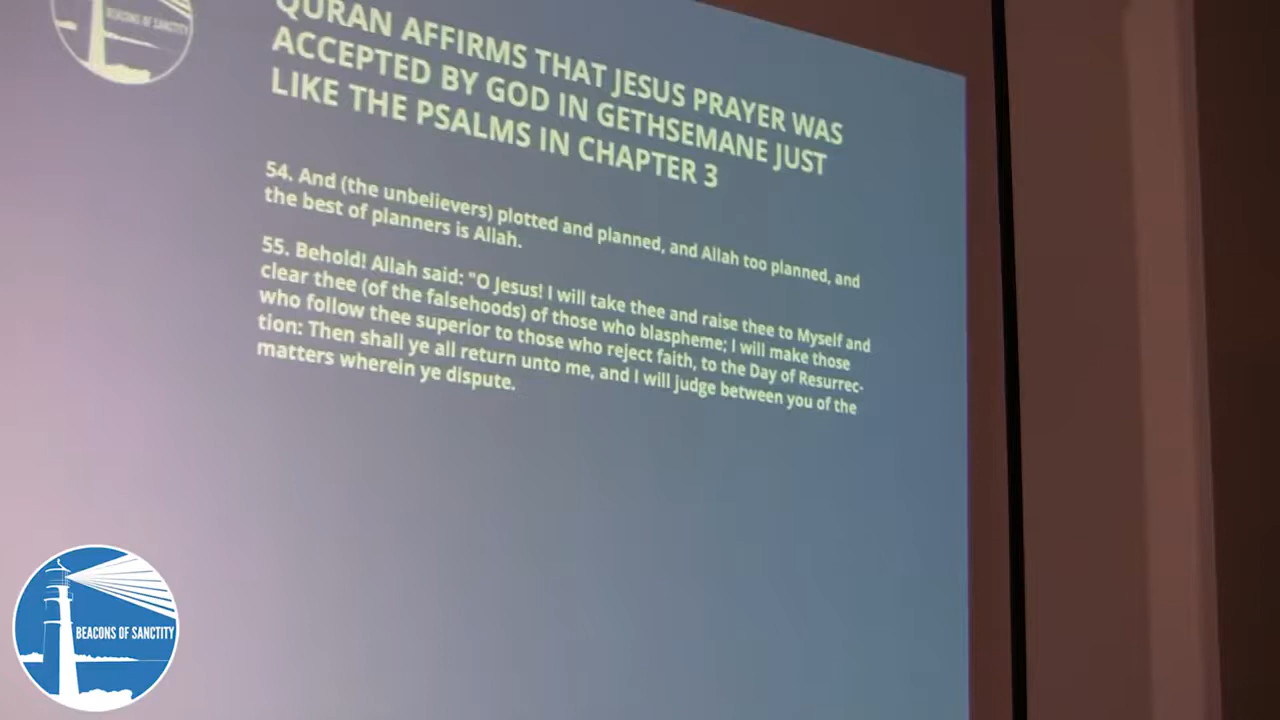 BEACONS OF SANCTITY
QURAN AFFIRMS THAT JESUS PRAYER WAS
ACCEPTED BY GOD IN GETHSEMANE JUST
LIKE THE PSALMS IN CHAPTER 3
54. And (the unbelievers) plotted and planned, and Allah too planned, and
the best of planners is Allah.
55. Behold! Allah said: "O Jesus! I will take thee and raise thee to Myself and
clear thee (of the falsehoods) of those who blaspheme; I will make those
who follow thee superior to those who reject faith, to the Day of Resurrec-
tion: Then shall ye all return unto me, and I will judge between you of the
matters wherein ye dispute.
BEACONS OF SANCTITY